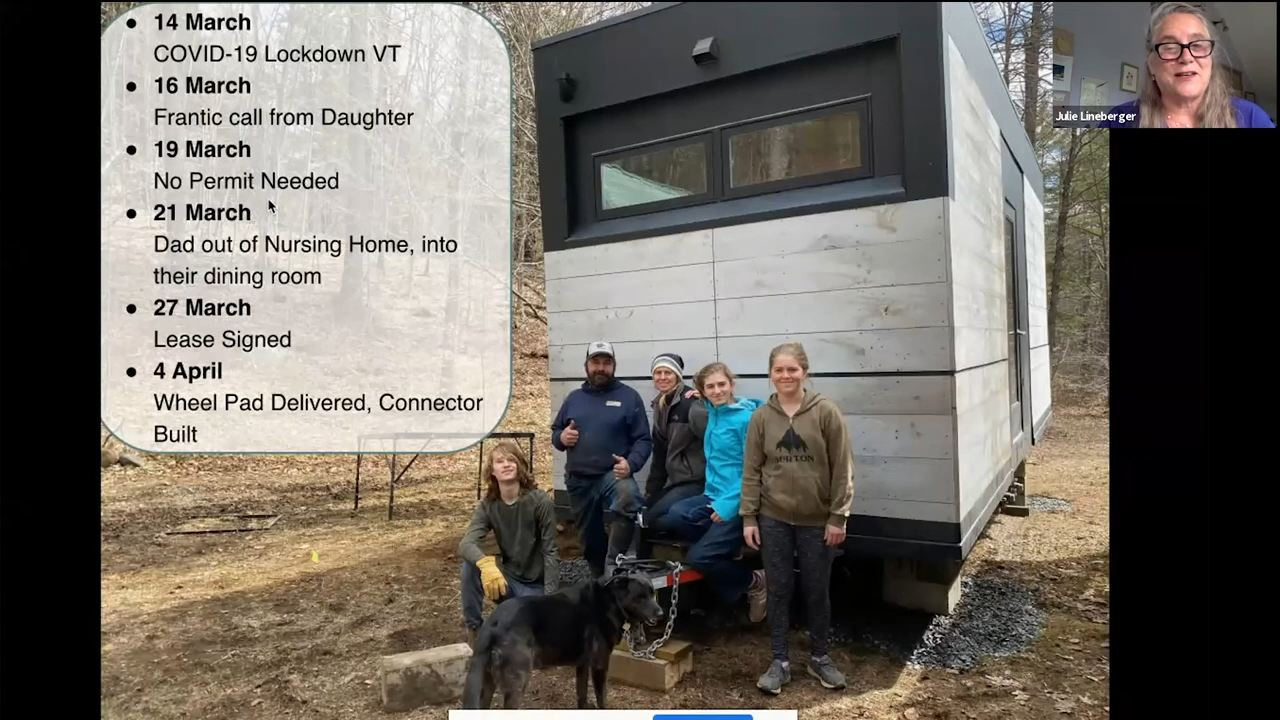 14 March
COVID-19 Lockdown VT
16 March
Frantic call from Daughter
19 March
No Permit Needed
21 March
Dad out of Nursing Home, into
their dining room
27 March
Lease Signed
4 April
Wheel Pad Delivered, Connector
Built
Julie Lineberger
BURTON